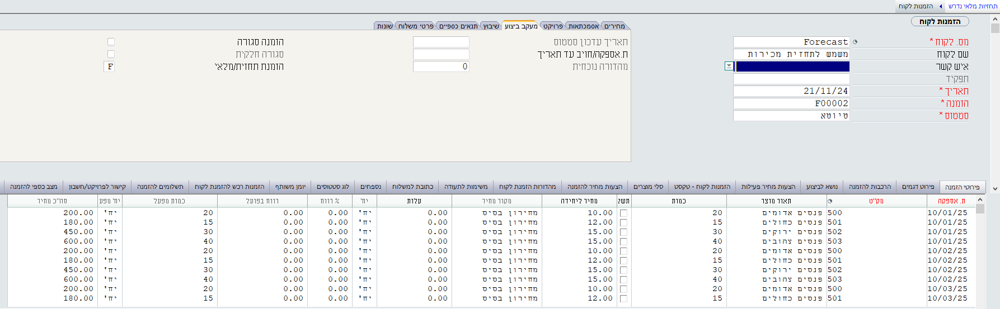 תחזיות מלאי נדרש הזמנות לקוח
הזמנות לקוח
מס. לקוח * Forecast
שם לקוח משמש לתחזית מכירות
איש קשר
תפקיד
תאריך * 21/11/24
הזמנה * F00002
סטטוס * טיוטא
מחירים אסמכתאות פרויקט מעקב ביצוע שיבוץ תנאים כספיים פרטי משלוח שונות
תאריך עדכון סטטוס הזמנה סגורה
ת.אספקה/חויב עד תאריך סגורה חלקית
מהדורה נוכחית 0 הזמנת תחזית/מלאי F
פירוטי הזמנה פירוט דגמים הרכבות להזמנה נושא לביצוע הצעות מחיר פעילות הזמנות לקוח - טקסט סלי מוצרים הצעות מחיר להזמנה מהדורות הזמנת לקוח משימות לתעודה כתובת למשלוח נספחים לוג סטטוסים יומן משותף הזמנות רכש להזמנת לקוח תשלומים להזמנה קישור לפרויקט/חשבון מצב כספי להזמנה
ת. אספקה מק"ט תאור מוצר כמות תשל מחיר ליחידה מקור מחיר עלות יח' % רווח רווח בפועל כמות מפעל יח' מפע סה"כ מחיר
10/01/25 500 פנסים אדומים 20 10.00 מחירון בסיס 0.00 יח' 0.00 0.00 20 יח' 200.00
10/01/25 501 פנסים כחולים 15 12.00 מחירון בסיס 0.00 יח' 0.00 0.00 15 יח' 180.00
10/01/25 502 פנסים ירוקים 30 15.00 מחירון בסיס 0.00 יח' 0.00 0.00 30 יח' 450.00
10/01/25 503 פנסים צהובים 40 15.00 מחירון בסיס 0.00 יח' 0.00 0.00 40 יח' 600.00
10/02/25 500 פנסים אדומים 20 10.00 מחירון בסיס 0.00 יח' 0.00 0.00 20 יח' 200.00
10/02/25 501 פנסים כחולים 15 12.00 מחירון בסיס 0.00 יח' 0.00 0.00 15 יח' 180.00
10/02/25 502 פנסים ירוקים 30 15.00 מחירון בסיס 0.00 יח' 0.00 0.00 30 יח' 450.00
10/02/25 503 פנסים צהובים 40 15.00 מחירון בסיס 0.00 יח' 0.00 0.00 40 יח' 600.00
10/03/25 500 פנסים אדומים 20 10.00 מחירון בסיס 0.00 יח' 0.00 0.00 20 יח' 200.00
10/03/25 501 פנסים כחולים 15 12.00 מחירון בסיס 0.00 יח' 0.00 0.00 15 יח' 180.00